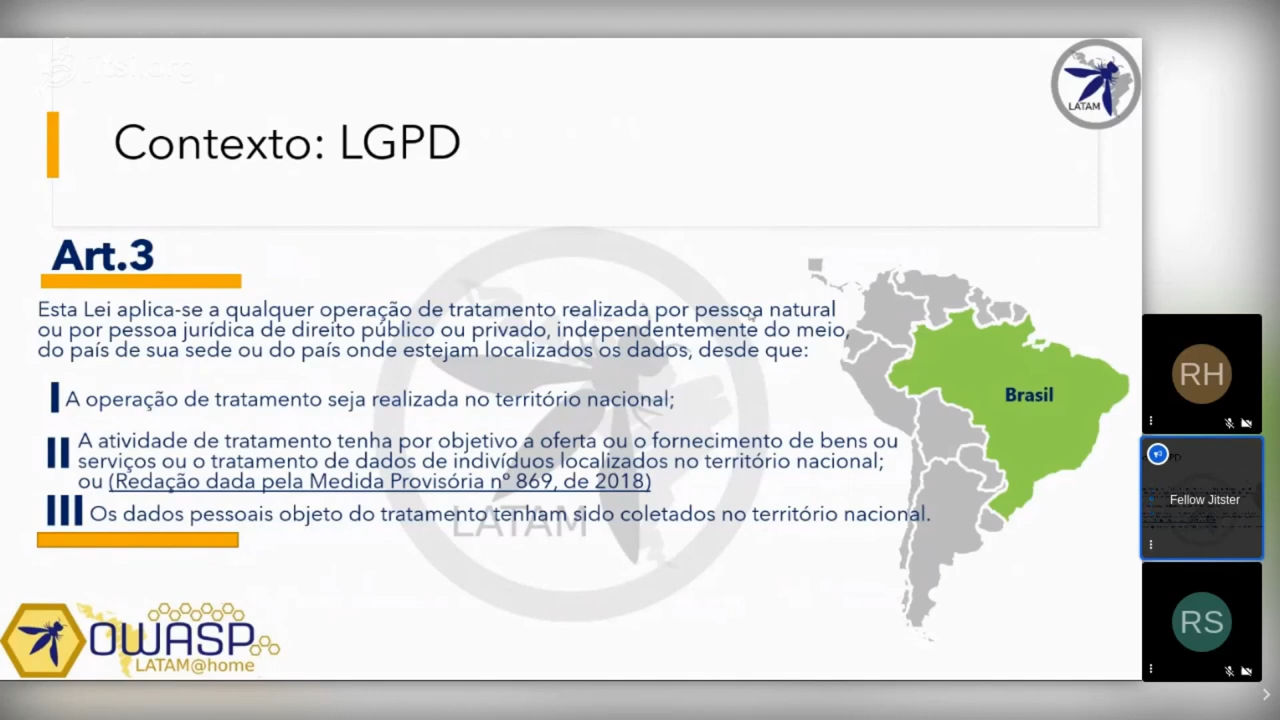 jitsi.org
LATAM
Contexto: LGPD
Art.3
Esta Lei aplica-se a qualquer operação de tratamento realizada por pessoa natural
ou por pessoa jurídica de direito público ou privado, independentemente do meio,
do país de sua sede ou do país onde estejam localizados os dados, desde que:
I A operação de tratamento seja realizada no território nacional;
II A atividade de tratamento tenha por objetivo a oferta ou o fornecimento de bens ou
serviços ou o tratamento de dados de indivíduos localizados no território nacional;
ou (Redação dada pela Medida Provisória nº 869, de 2018)
III Os dados pessoais objeto do tratamento tenham sido coletados no território nacional.
LATAM
Brasil
OWASP
LATAM@home
RH
Fellow Jitster
RS